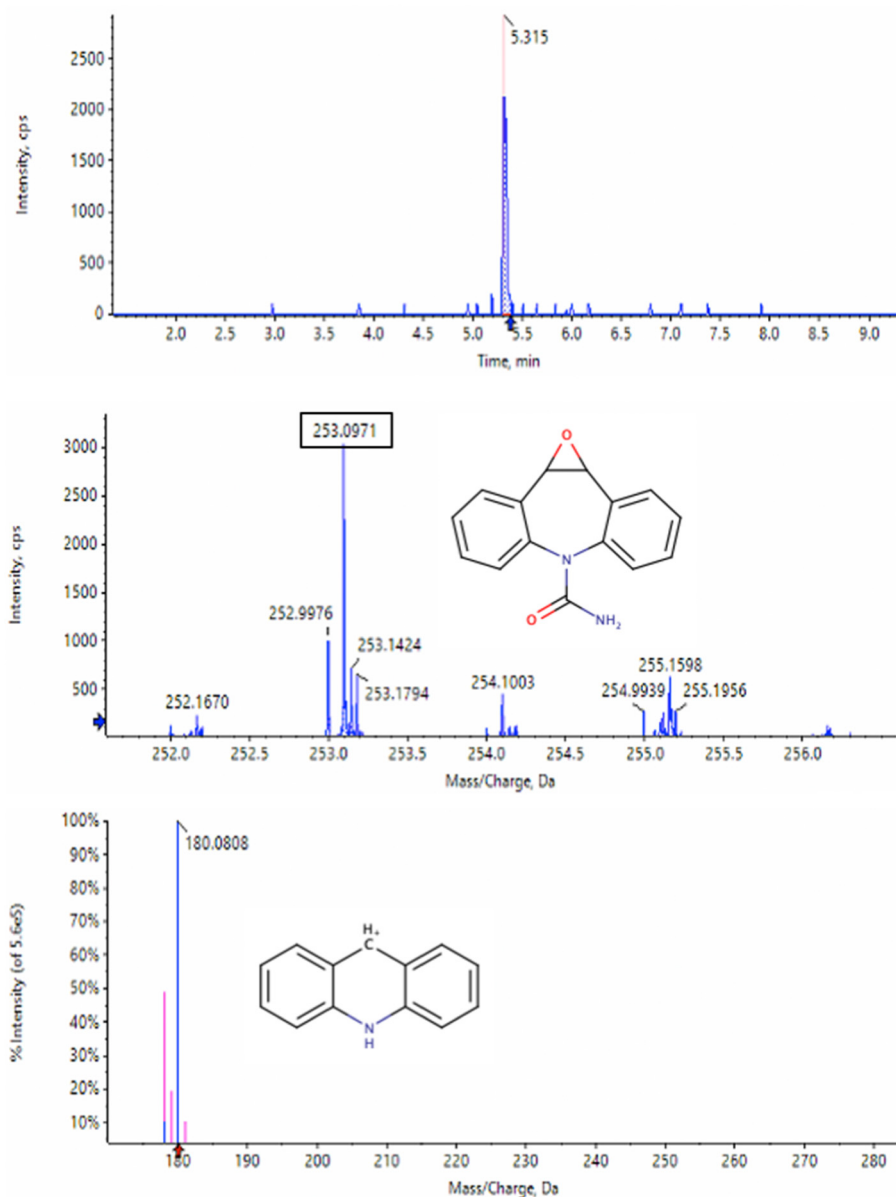 5.315
2500
2000
1500
1000
500
0
Intensity, cps
2.0 2.5 3.0 3.5 4.0 4.5 5.0 5.5 6.0 6.5 7.0 7.5 8.0 8.5 9.0
Time, min
253.0971
3000
2500
2000
1500
1000
500
Intensity, cps
252.9976
253.1424
253.1794
252.1670
254.1003
255.1598
254.9939
255.1956
O
N
O
NH₂
252.0 252.5 253.0 253.5 254.0 254.5 255.0 255.5 256.0
Mass/Charge, Da
100%
90%
80%
70%
60%
50%
40%
30%
20%
10%
% Intensity (of 5.6e5)
180.0808
H+
C
N
H
180 190 200 210 220 230 240 250 260 270 280
Mass/Charge, Da